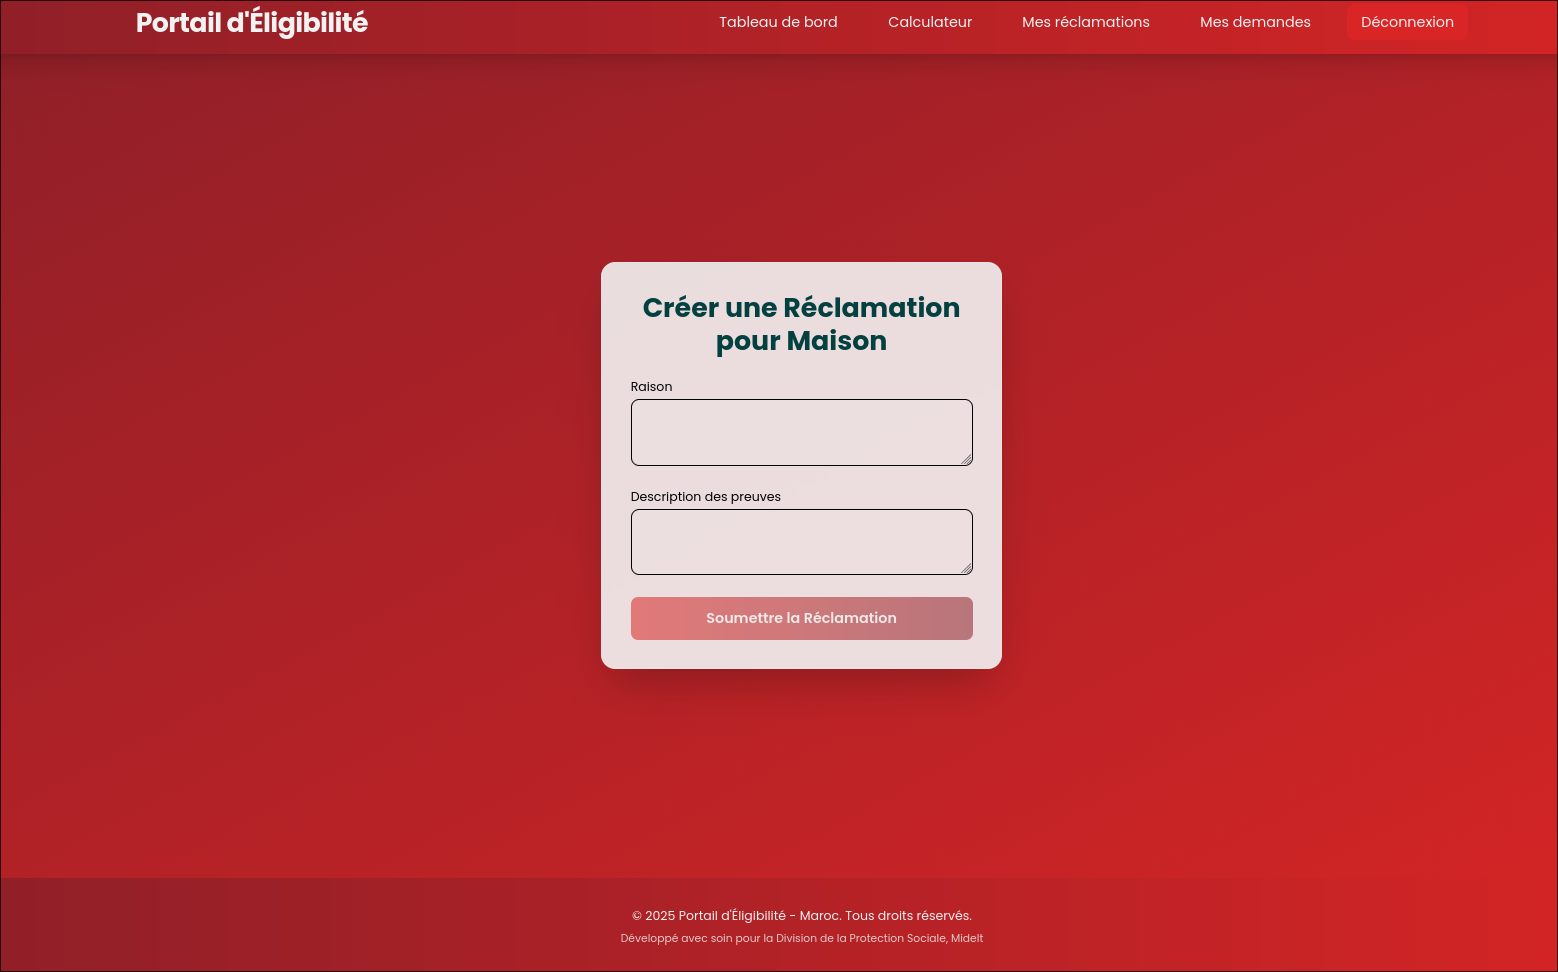 Portail d'Éligibilité
Tableau de bord
Calculateur
Mes réclamations
Mes demandes
Déconnexion
Créer une Réclamation
pour Maison
Raison
Description des preuves
Soumettre la Réclamation
© 2025 Portail d'Éligibilité - Maroc. Tous droits réservés.
Développé avec soin pour la Division de la Protection Sociale, Midelt